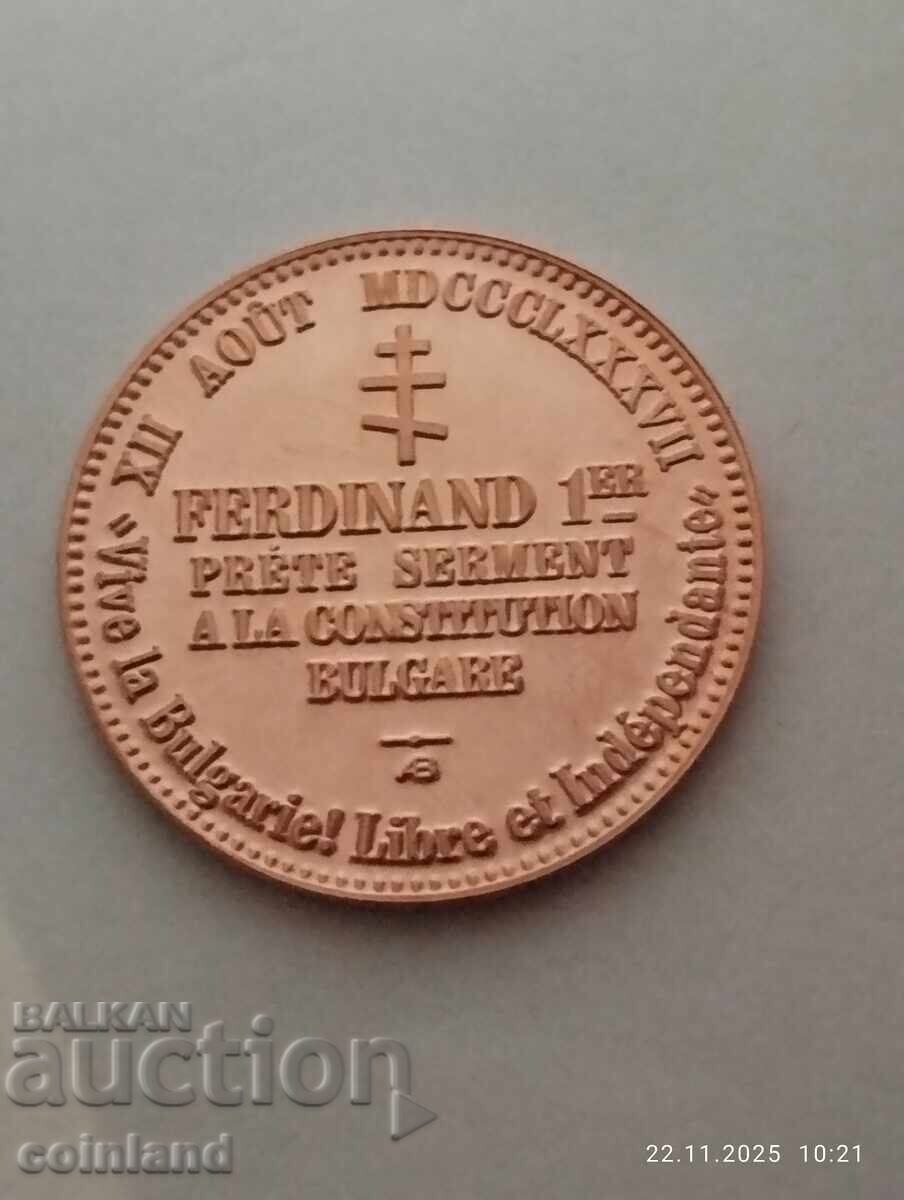 XII AOÛT MDCCCLXXXVII
FERDINAND 1ER
PRÉTE SERMENT
A LA CONSTITUTION
BULGARE
AB
"Vive la Bulgarie! Libre et Indépendante"
BALKAN
auction
coinland
22.11.2025 10:21